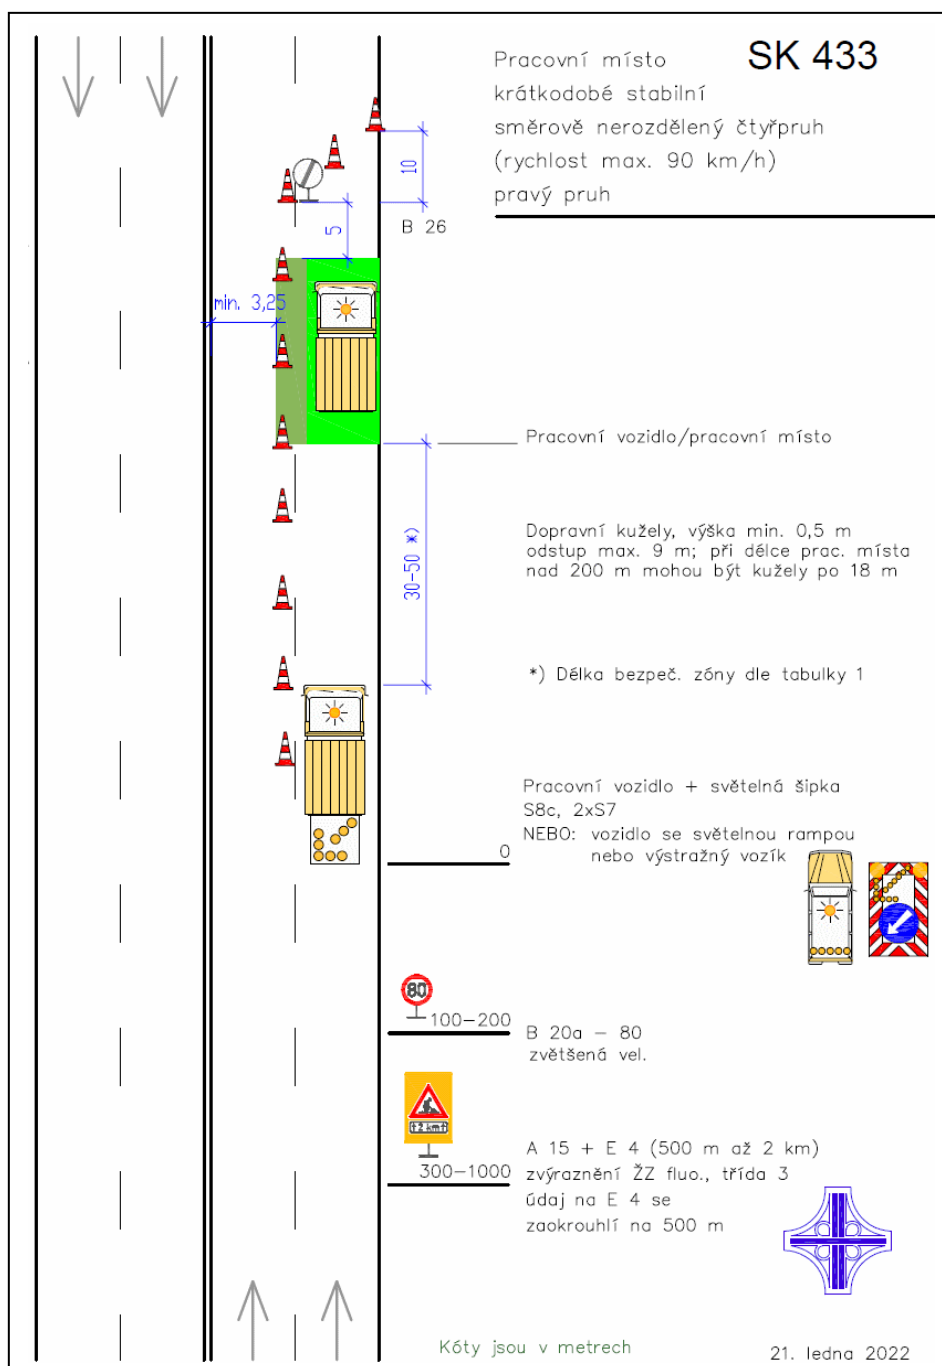 SK 433
Pracovní místo
krátkodobé stabilní
směrově nerozdělený čtyřpruh
(rychlost max. 90 km/h)
pravý pruh
10
B 26
5
min. 3,25
Pracovní vozidlo/pracovní místo
30-50 *)
Dopravní kužely, výška min. 0,5 m
odstup max. 9 m; při délce prac. místa
nad 200 m mohou být kužely po 18 m
*) Délka bezpeč. zóny dle tabulky 1
Pracovní vozidlo + světelná šipka
S8c, 2xS7
NEBO: vozidlo se světelnou rampou
nebo výstražný vozík
0
80
100-200
B 20a - 80
zvětšená vel.
↑2 km↑
300-1000
A 15 + E 4 (500 m až 2 km)
zvýraznění ŽZ fluo., třída 3
údaj na E 4 se
zaokrouhlí na 500 m
Kóty jsou v metrech
21. ledna 2022